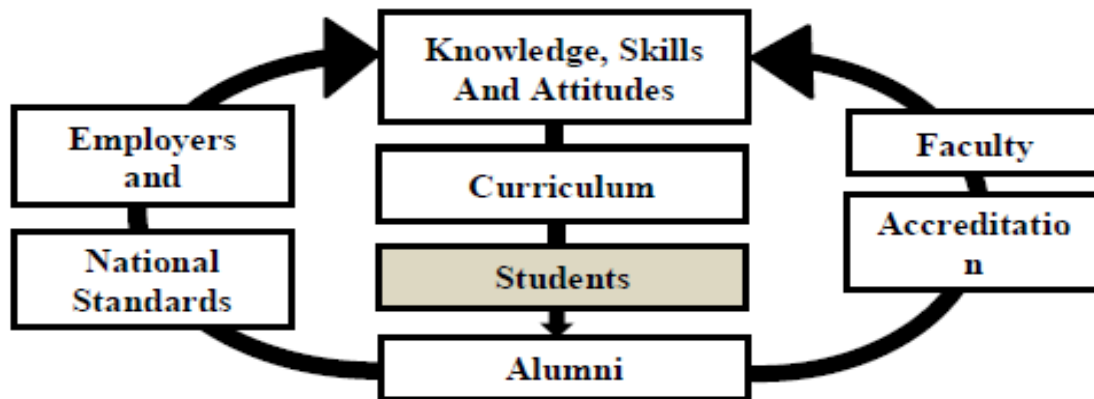 Knowledge, Skills
And Attitudes
Employers
and
Faculty
Curriculum
National
Standards
Accreditatio
n
Students
Alumni